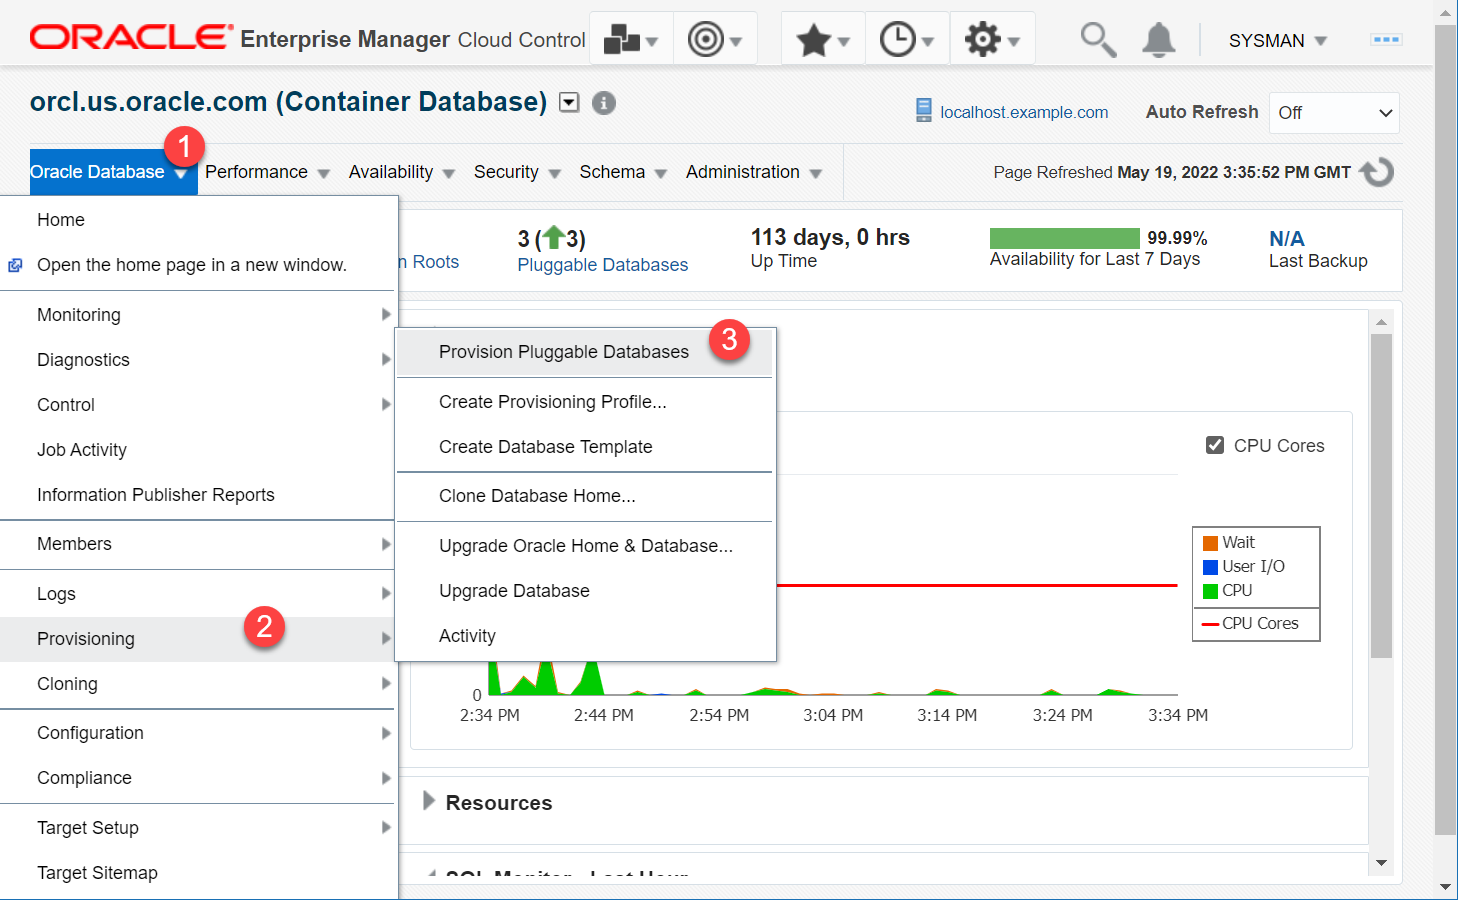 ORACLE® Enterprise Manager Cloud Control
SYSMAN
orcl.us.oracle.com (Container Database)
localhost.example.com
Auto Refresh
Off
1
Oracle Database
Performance
Availability
Security
Schema
Administration
Page Refreshed May 19, 2022 3:35:52 PM GMT
n Roots
3 (3)
Pluggable Databases
113 days, 0 hrs
Up Time
99.99%
Availability for Last 7 Days
N/A
Last Backup
Home
Open the home page in a new window.
Monitoring
Diagnostics
Control
Job Activity
Information Publisher Reports
Members
Logs
Provisioning
2
Cloning
Configuration
Compliance
Target Setup
Target Sitemap
Provision Pluggable Databases
3
Create Provisioning Profile...
Create Database Template
Clone Database Home...
Upgrade Oracle Home & Database...
Upgrade Database
Activity
CPU Cores
Wait
User I/O
CPU
CPU Cores
0
2:34 PM
2:44 PM
2:54 PM
3:04 PM
3:14 PM
3:24 PM
3:34 PM
Resources
SQL Monitor - Last Hour